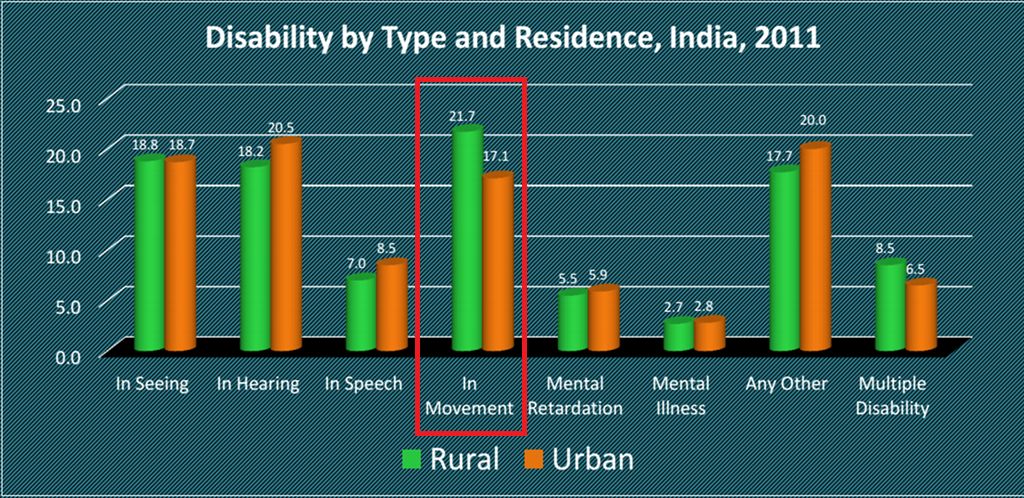 Disability by Type and Residence, India, 2011
25.0
20.0
15.0
10.0
5.0
0.0
18.8 18.7
18.2 20.5
7.0 8.5
21.7 17.1
5.5 5.9
2.7 2.8
17.7 20.0
8.5 6.5
In Seeing
In Hearing
In Speech
In
Movement
Mental
Retardation
Mental
Illness
Any Other
Multiple
Disability
Rural Urban